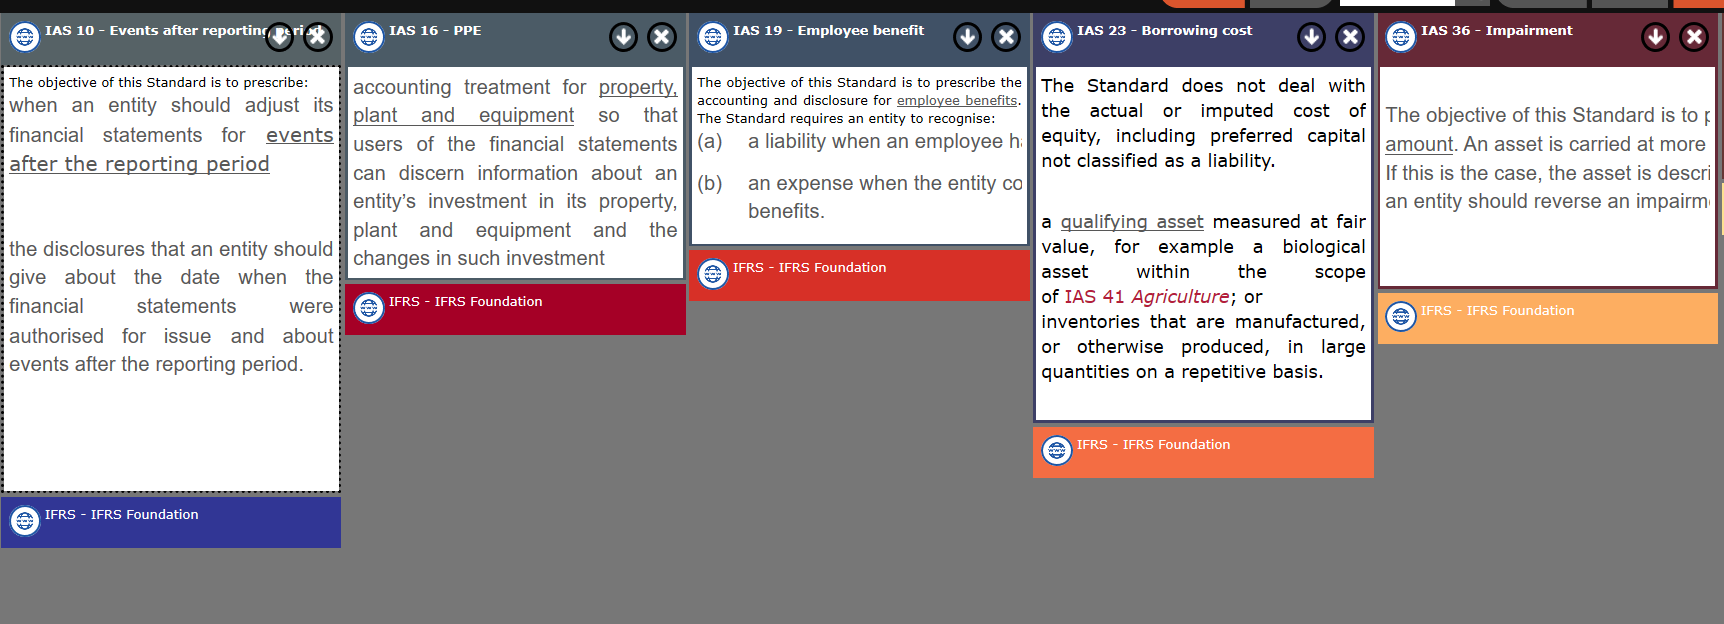 IAS 10 - Events after reporting period
The objective of this Standard is to prescribe:
when an entity should adjust its
financial statements for events
after the reporting period
the disclosures that an entity should
give about the date when the
financial statements were
authorised for issue and about
events after the reporting period.
IFRS - IFRS Foundation
IAS 16 - PPE
accounting treatment for property,
plant and equipment so that
users of the financial statements
can discern information about an
entity’s investment in its property,
plant and equipment and the
changes in such investment
IFRS - IFRS Foundation
IAS 19 - Employee benefit
The objective of this Standard is to prescribe the
accounting and disclosure for employee benefits.
The Standard requires an entity to recognise:
(a) a liability when an employee
(b) an expense when the entity
benefits.
IFRS - IFRS Foundation
IAS 23 - Borrowing cost
The Standard does not deal with
the actual or imputed cost of
equity, including preferred capital
not classified as a liability.
a qualifying asset measured at fair
value, for example a biological
asset within the scope
of IAS 41 Agriculture; or
inventories that are manufactured,
or otherwise produced, in large
quantities on a repetitive basis.
IFRS - IFRS Foundation
IAS 36 - Impairment
The objective of this Standard is to
amount. An asset is carried at more
If this is the case, the asset is
an entity should reverse an
IFRS - IFRS Foundation